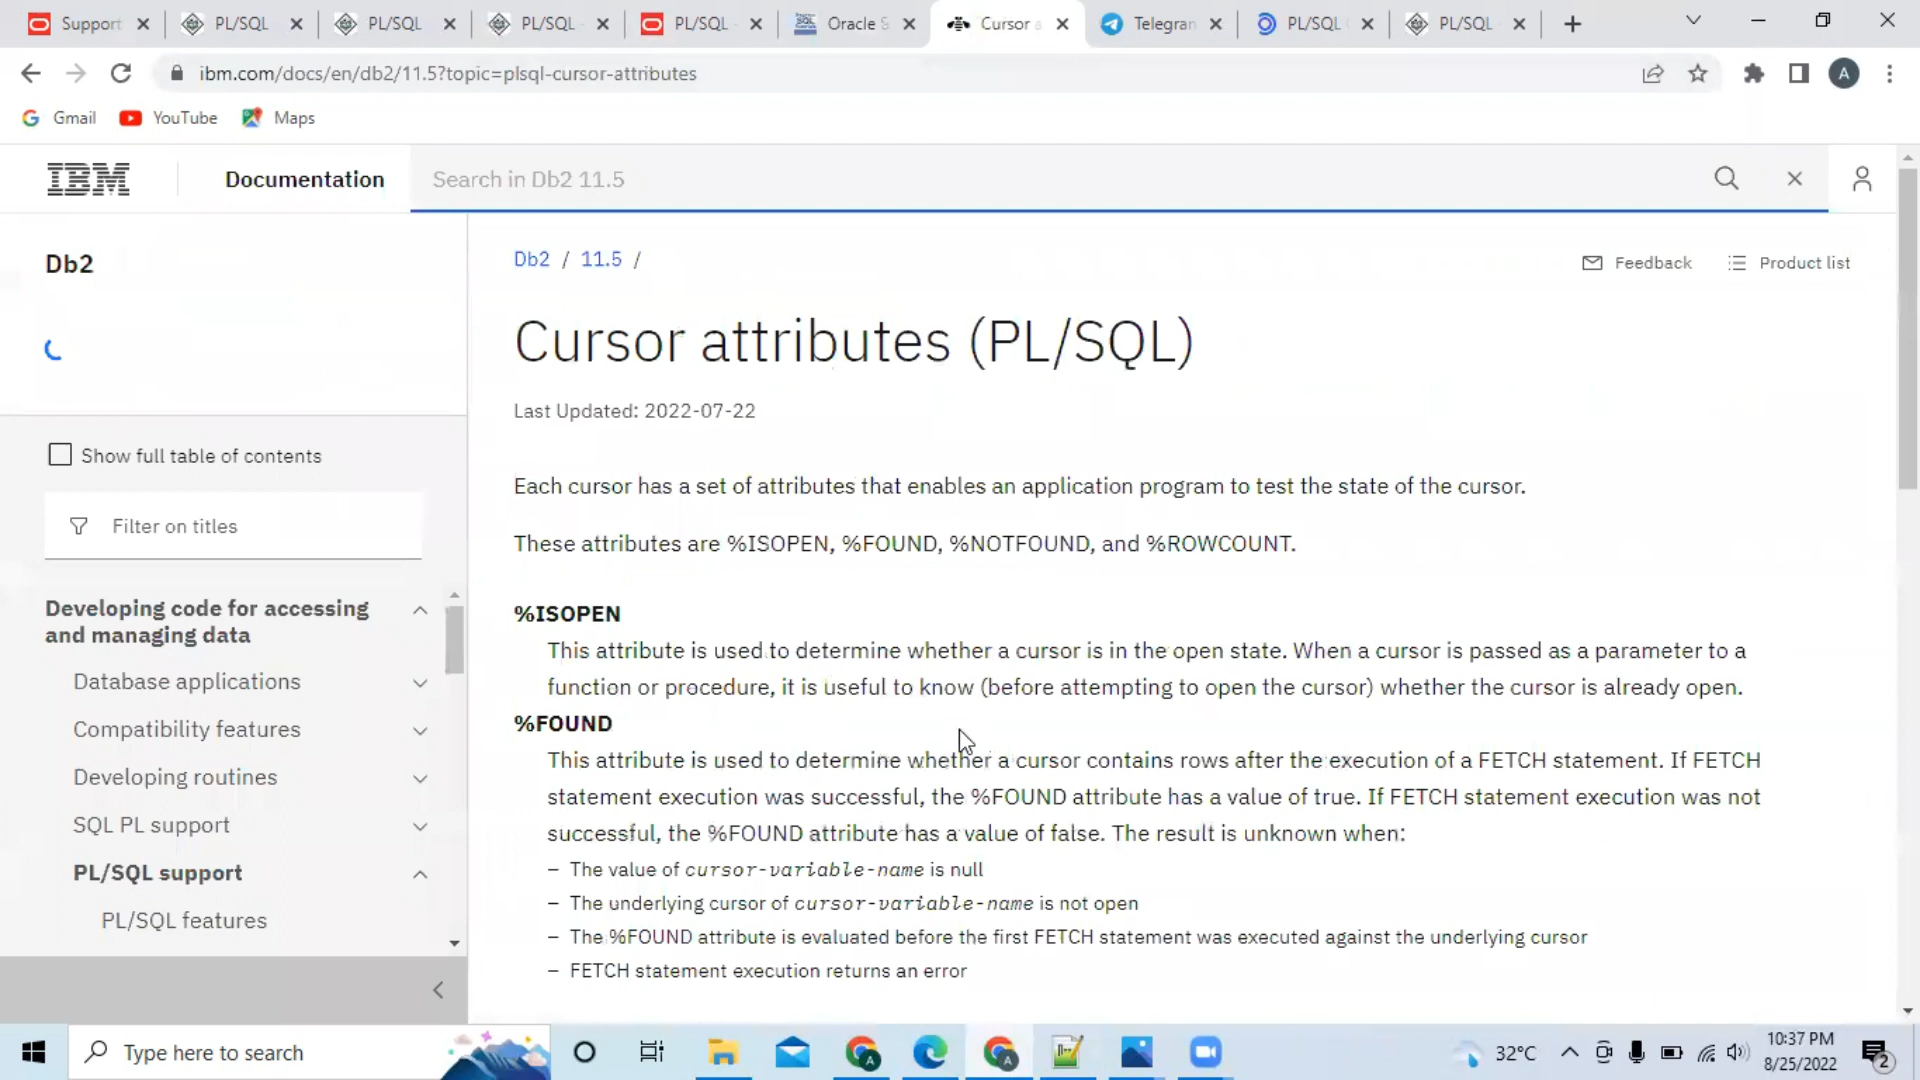 Support
PL/SQL
PL/SQL
PL/SQL -
PL/SQL -
Oracle &
Cursor a
Telegran
PL/SQL
PL/SQL -
ibm.com/docs/en/db2/11.5?topic=plsql-cursor-attributes
A
Gmail
YouTube
Maps
IBM
Documentation
Search in Db2 11.5
Db2
Db2 / 11.5 /
Feedback
Product list
Cursor attributes (PL/SQL)
Last Updated: 2022-07-22
Show full table of contents
Filter on titles
Developing code for accessing
and managing data
Database applications
Compatibility features
Developing routines
SQL PL support
PL/SQL support
PL/SQL features
Each cursor has a set of attributes that enables an application program to test the state of the cursor.
These attributes are %ISOPEN, %FOUND, %NOTFOUND, and %ROWCOUNT.
%ISOPEN
This attribute is used to determine whether a cursor is in the open state. When a cursor is passed as a parameter to a
function or procedure, it is useful to know (before attempting to open the cursor) whether the cursor is already open.
%FOUND
This attribute is used to determine whether a cursor contains rows after the execution of a FETCH statement. If FETCH
statement execution was successful, the %FOUND attribute has a value of true. If FETCH statement execution was not
successful, the %FOUND attribute has a value of false. The result is unknown when:
– The value of cursor-variable-name is null
– The underlying cursor of cursor-variable-name is not open
– The %FOUND attribute is evaluated before the first FETCH statement was executed against the underlying cursor
– FETCH statement execution returns an error
Type here to search
A
A
32°C
10:37 PM
8/25/2022
2